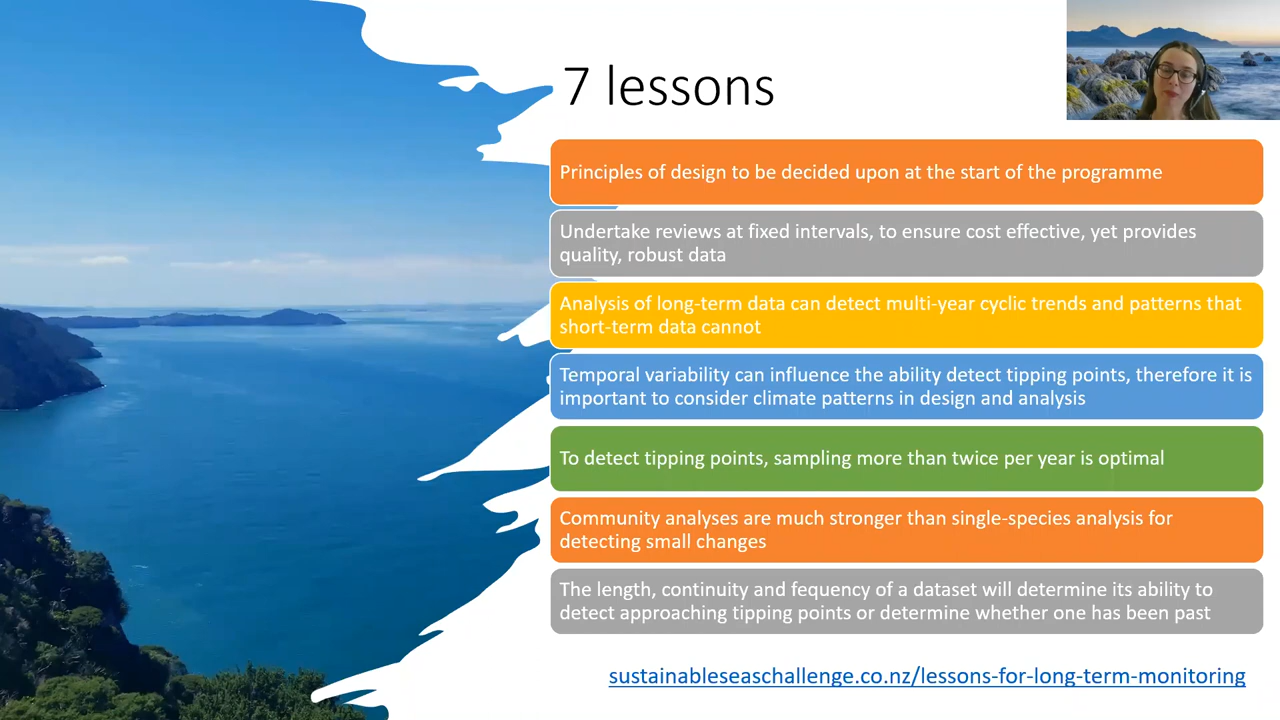 7 lessons
Principles of design to be decided upon at the start of the programme
Undertake reviews at fixed intervals, to ensure cost effective, yet provides
quality, robust data
Analysis of long-term data can detect multi-year cyclic trends and patterns that
short-term data cannot
Temporal variability can influence the ability detect tipping points, therefore it is
important to consider climate patterns in design and analysis
To detect tipping points, sampling more than twice per year is optimal
Community analyses are much stronger than single-species analysis for
detecting small changes
The length, continuity and fequency of a dataset will determine its ability to
detect approaching tipping points or determine whether one has been past
sustainableseaschallenge.co.nz/lessons-for-long-term-monitoring